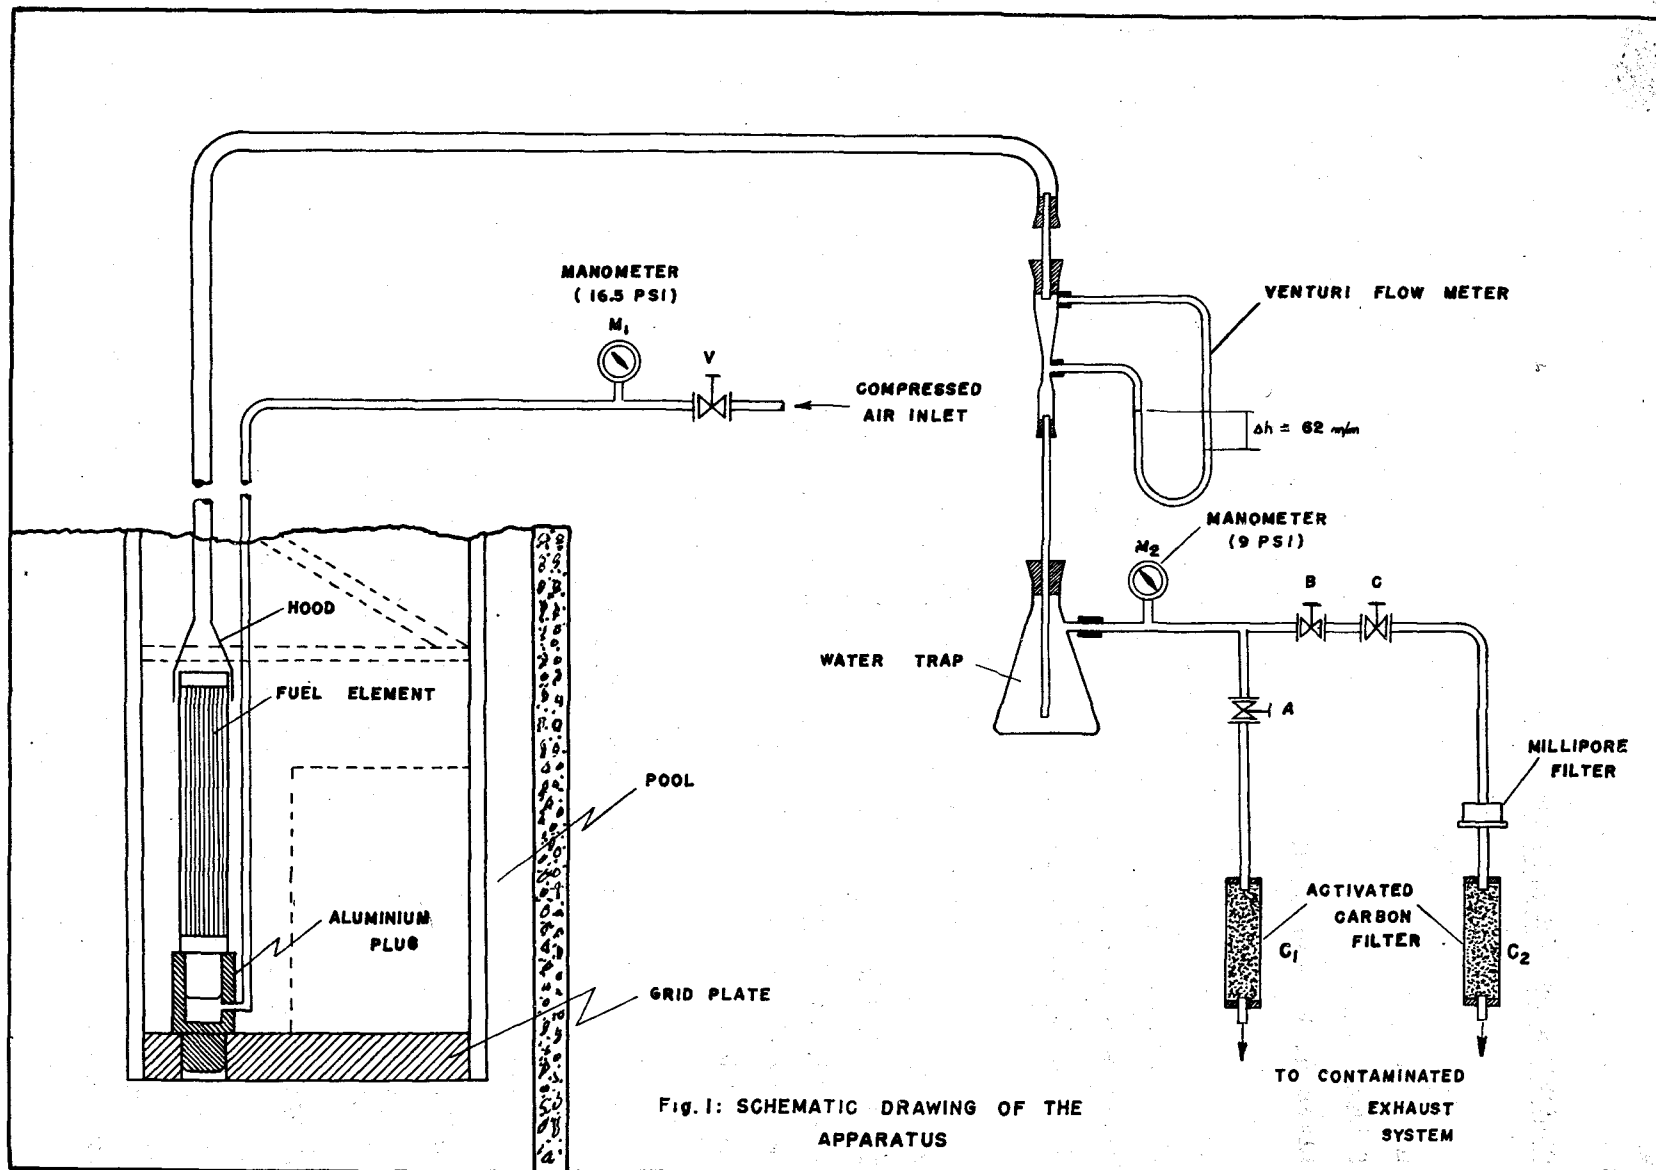 MANOMETER
(16.5 PSI)
M1
V
COMPRESSED
AIR INLET
VENTURI FLOW METER
Δh = 62 m/m
MANOMETER
(9 PSI)
M2
B
C
HOOD
WATER TRAP
FUEL ELEMENT
A
MILLIPORE
FILTER
POOL
ACTIVATED
CARBON
FILTER
C1
C2
ALUMINIUM
PLUG
GRID PLATE
TO CONTAMINATED
EXHAUST
SYSTEM
Fig. 1: SCHEMATIC DRAWING OF THE
APPARATUS